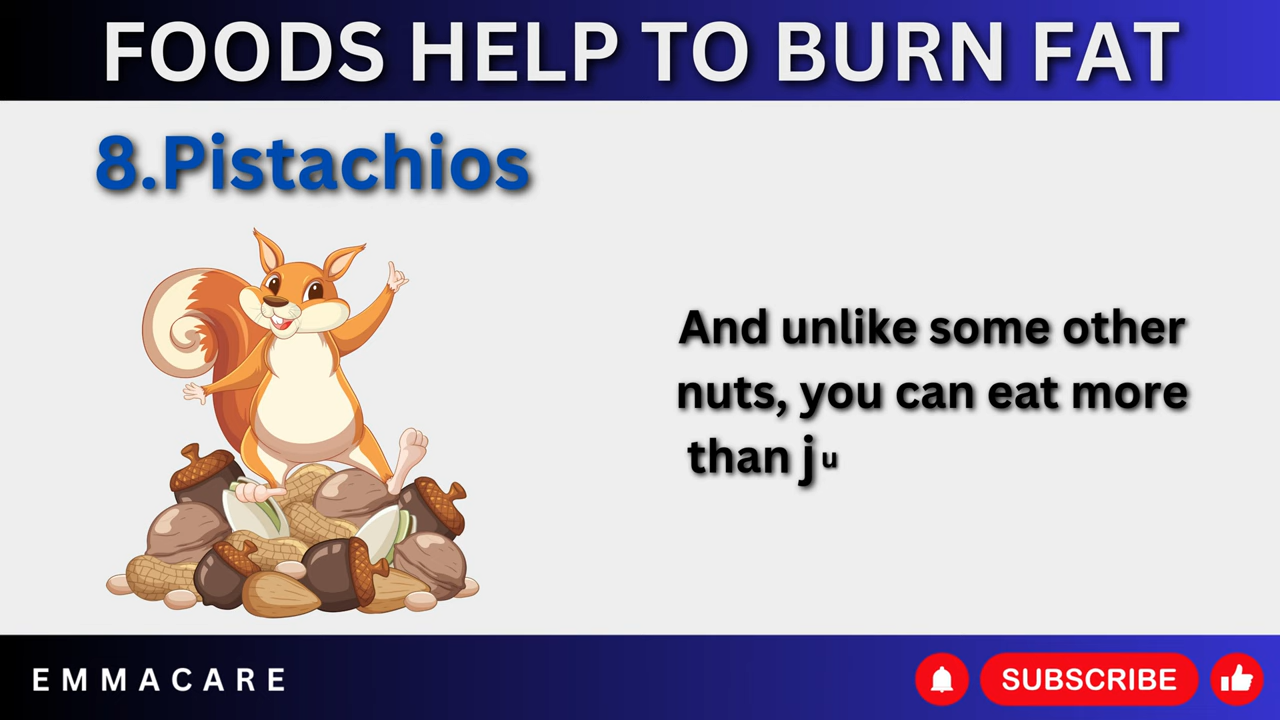 FOODS HELP TO BURN FAT
8.Pistachios
And unlike some other
nuts, you can eat more
than ju
EMMACARE
SUBSCRIBE